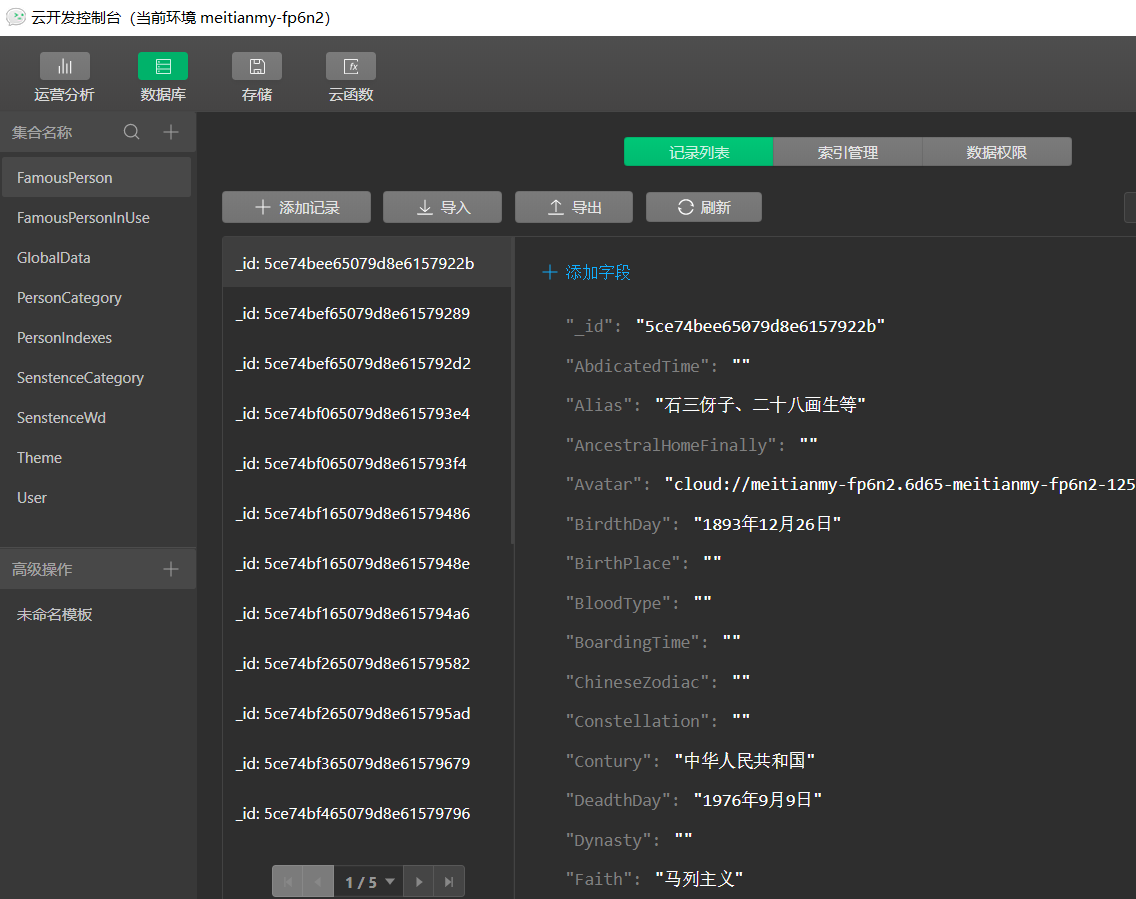 云开发控制台（当前环境 meitianmy-fp6n2）
运营分析 数据库 存储 云函数
集合名称
记录列表 索引管理 数据权限
FamousPerson
FamousPersonInUse
GlobalData
PersonCategory
PersonIndexes
SenstenceCategory
SenstenceWd
Theme
User
高级操作
未命名模板
添加记录 导入 导出 刷新
_id: 5ce74bee65079d8e6157922b
_id: 5ce74bef65079d8e61579289
_id: 5ce74bef65079d8e615792d2
_id: 5ce74bf065079d8e615793e4
_id: 5ce74bf065079d8e615793f4
_id: 5ce74bf165079d8e61579486
_id: 5ce74bf165079d8e6157948e
_id: 5ce74bf165079d8e615794a6
_id: 5ce74bf265079d8e61579582
_id: 5ce74bf265079d8e615795ad
_id: 5ce74bf365079d8e61579679
_id: 5ce74bf465079d8e61579796
1 / 5
添加字段
"_id": "5ce74bee65079d8e6157922b"
"AbdicatedTime": ""
"Alias": "石三伢子、二十八画生等"
"AncestralHomeFinally": ""
"Avatar": "cloud://meitianmy-fp6n2.6d65-meitianmy-fp6n2-125
"BirdthDay": "1893年12月26日"
"BirthPlace": ""
"BloodType": ""
"BoardingTime": ""
"ChineseZodiac": ""
"Constellation": ""
"Contury": "中华人民共和国"
"DeadthDay": "1976年9月9日"
"Dynasty": ""
"Faith": "马列主义"